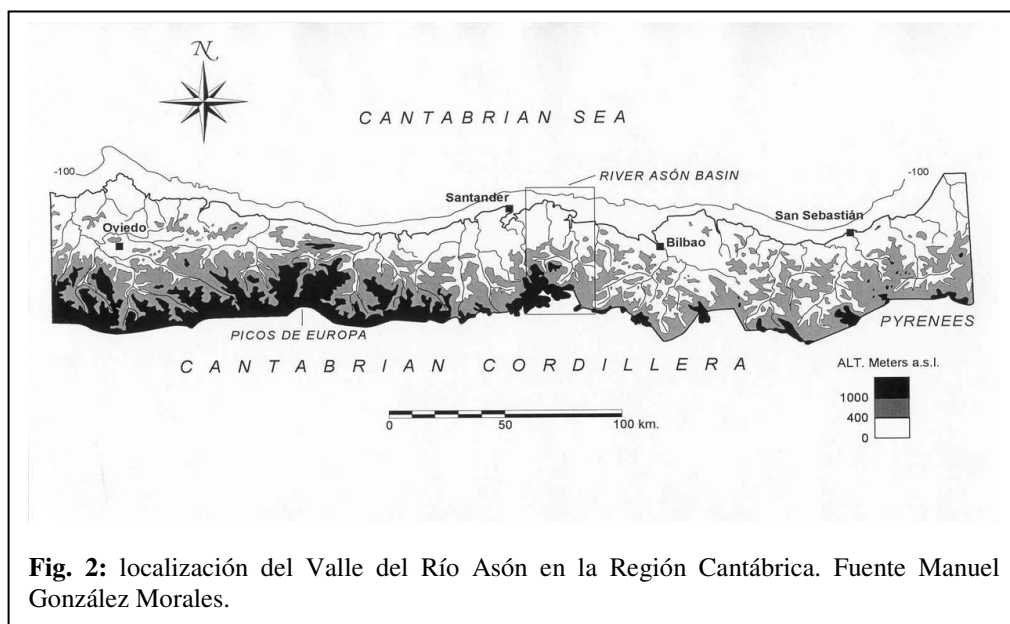 N
CANTABRIAN SEA
-100
-100
RIVER ASÓN BASIN
Santander
San Sebastián
Oviedo
Bilbao
PICOS DE EUROPA
PYRENEES
CANTABRIAN CORDILLERA
ALT. Meters a.s.l.
1000
400
0
0 50 100 km.
Fig. 2: localización del Valle del Río Asón en la Región Cantábrica. Fuente Manuel
González Morales.